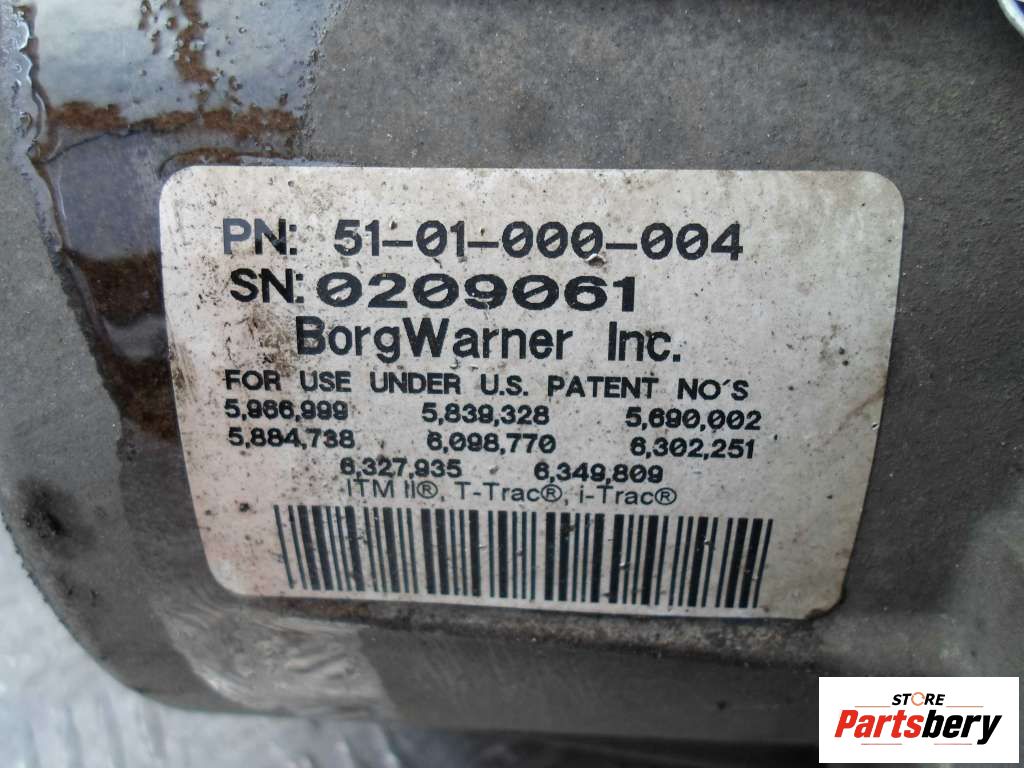 PN: 51-01-000-004
SN: 0209061
BorgWarner Inc.
FOR USE UNDER U.S. PATENT NO'S
5,966,999 5,839,328 5,690,002
5,884,738 6,098,770 6,302,251
6,327,935 6,349,809
ITM II®, T-Trac®, i-Trac®
STORE
Partsbery